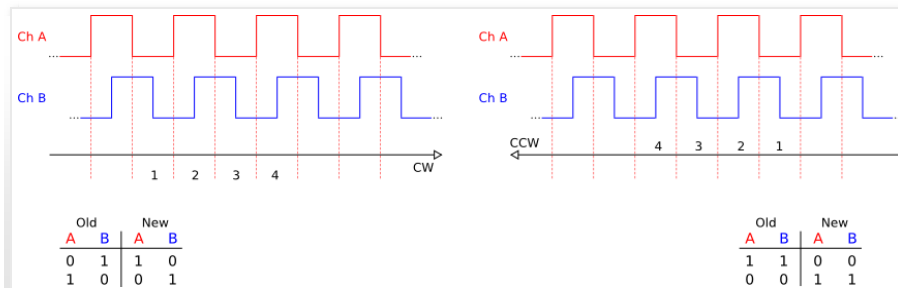 Ch A
Ch A
Ch B
Ch B
CW
1 2 3 4
CCW
4 3 2 1
Old New
A B A B
0 1 1 0
1 0 0 1
Old New
A B A B
1 1 0 0
0 0 1 1